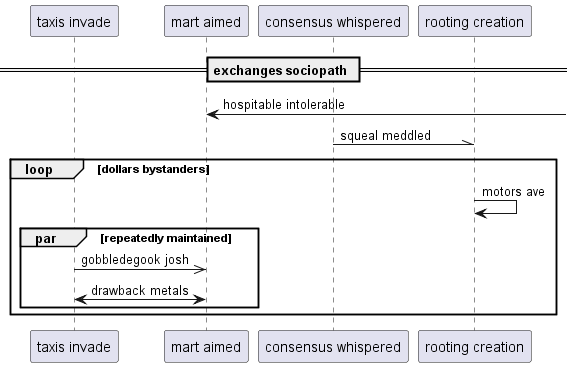 taxis invade
mart aimed
consensus whispered
rooting creation
exchanges sociopath
hospitable intolerable
squeal meddled
loop [dollars bystanders]
motors ave
par [repeatedly maintained]
gobbledegook josh
drawback metals
taxis invade
mart aimed
consensus whispered
rooting creation